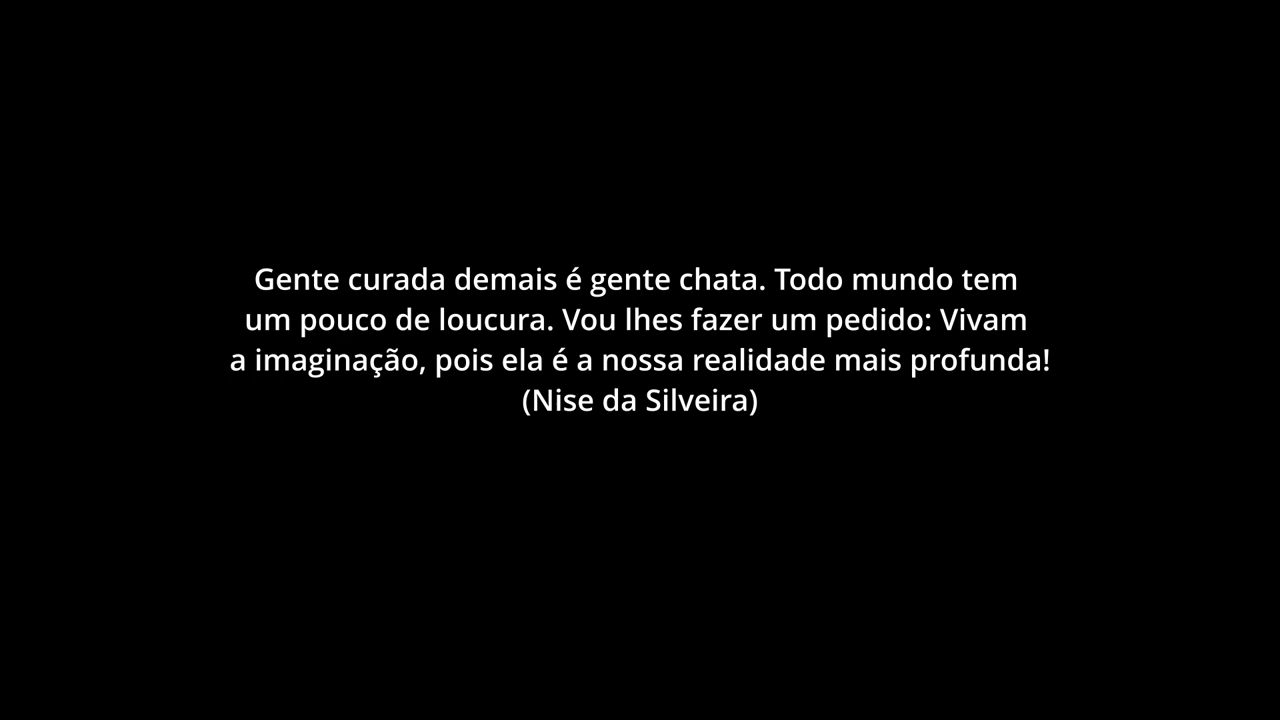 Gente curada demais é gente chata. Todo mundo tem
um pouco de loucura. Vou lhes fazer um pedido: Vivam
a imaginação, pois ela é a nossa realidade mais profunda!
(Nise da Silveira)